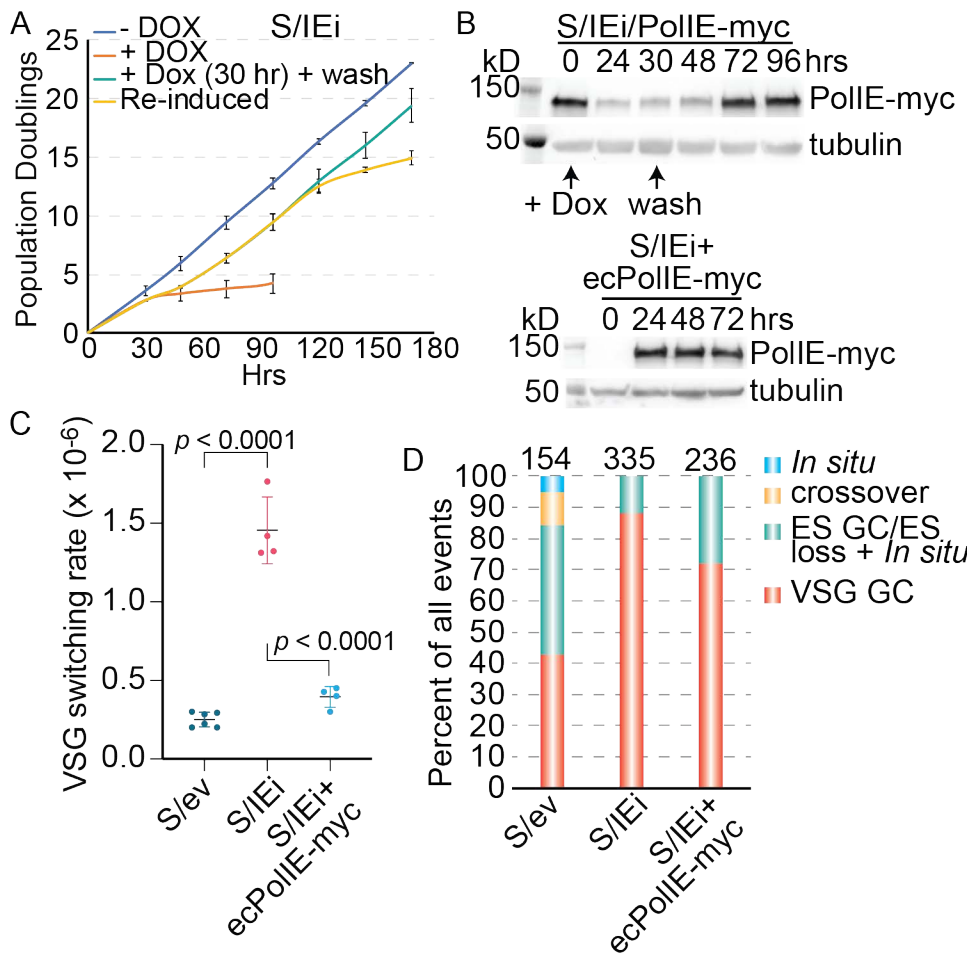 A
S/IEi
- DOX
+ DOX
+ Dox (30 hr) + wash
Re-induced
Population Doublings
25
20
15
10
5
0
0 30 60 90 120 150 180
Hrs
B
S/IEi/PolIE-myc
kD 0 24 30 48 72 96 hrs
150
PolIE-myc
50
tubulin
+ Dox wash
S/IEi+
ecPolIE-myc
kD 0 24 48 72 hrs
150
PolIE-myc
50
tubulin
C
VSG switching rate (x 10-6)
2.0
1.5
1.0
0.5
0.0
p < 0.0001
p < 0.0001
S/ev
S/IEi
S/IEi+
ecPolIE-myc
D
Percent of all events
154 335 236
100
90
80
70
60
50
40
30
20
10
0
S/ev
S/IEi
S/IEi+
ecPolIE-myc
In situ
crossover
ES GC/ES
loss + In situ
VSG GC